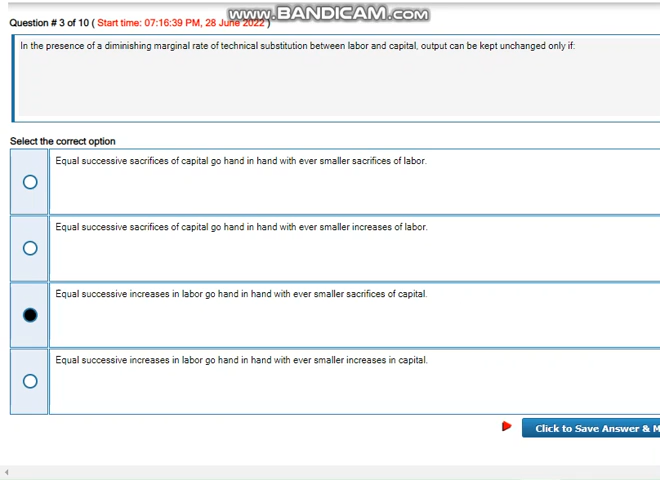 WWW.BANDICAM.COM
Question # 3 of 10 ( Start time: 07:16:39 PM, 28 June 2022 )
In the presence of a diminishing marginal rate of technical substitution between labor and capital, output can be kept unchanged only if:
Select the correct option
Equal successive sacrifices of capital go hand in hand with ever smaller sacrifices of labor.
Equal successive sacrifices of capital go hand in hand with ever smaller increases of labor.
Equal successive increases in labor go hand in hand with ever smaller sacrifices of capital.
Equal successive increases in labor go hand in hand with ever smaller increases in capital.
Click to Save Answer & M